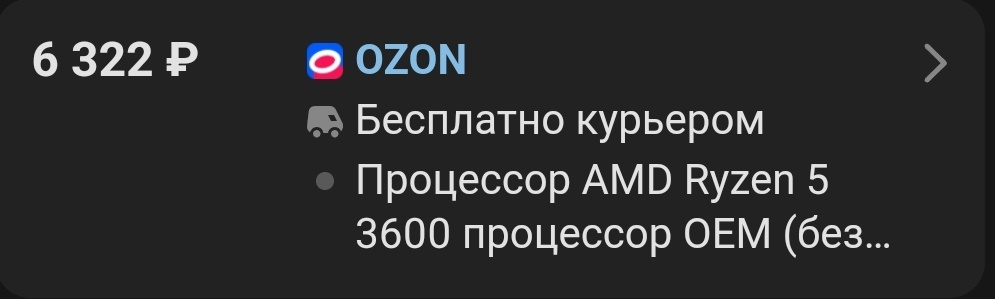 6 322 ₽ OZON
Бесплатно курьером
Процессор AMD Ryzen 5
3600 процессор OEM (без...